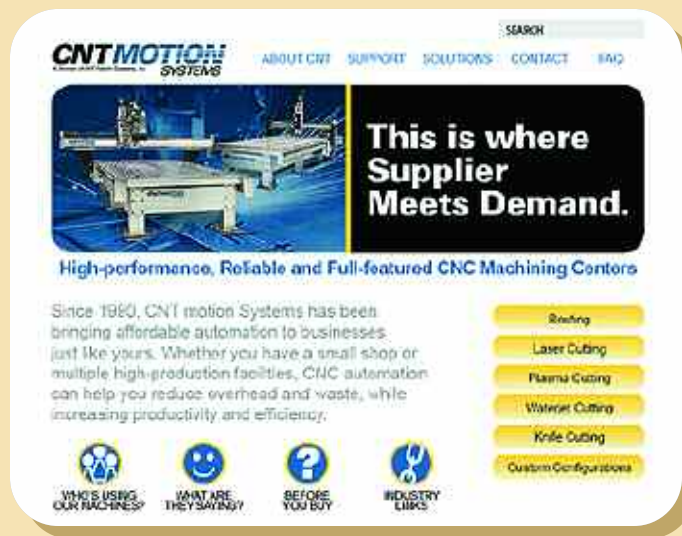 SEARCH
CNT MOTION
SYSTEMS
ABOUT CNT SUPPORT SOLUTIONS CONTACT FAQ
This is where
Supplier
Meets Demand.
High-performance, Reliable and Full-featured CNC Machining Centers
Since 1990, CNT motion Systems has been
bringing affordable automation to businesses
just like yours. Whether you have a small shop or
multiple high-production facilities, CNC automation
can help you reduce overhead and waste, while
increasing productivity and efficiency.
Routing
Laser Cutting
Plasma Cutting
Waterjet Cutting
Knife Cutting
Custom Configurations
WHO'S USING
OUR MACHINES?
WHAT ARE
THEY SAYING?
BEFORE
YOU BUY
INDUSTRY
LINKS